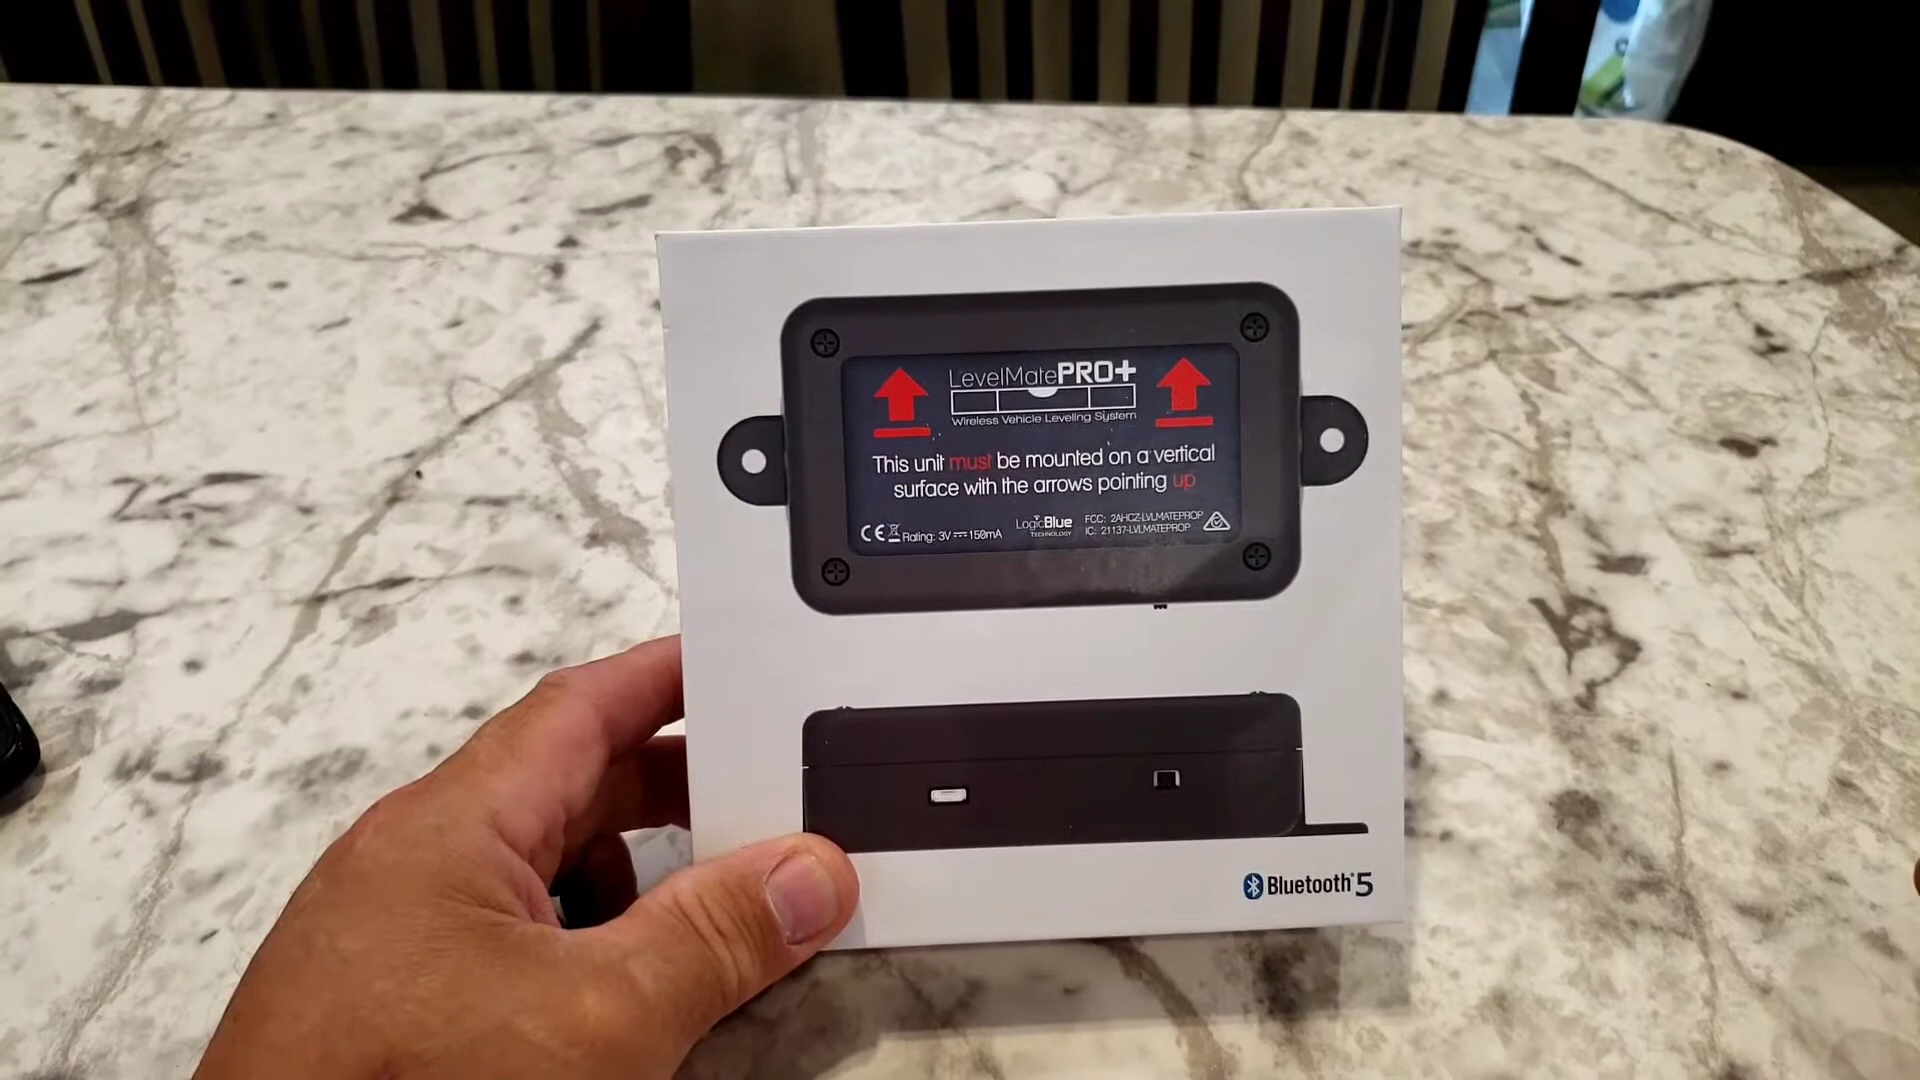 LevelMatePRO+
Wireless Vehicle Leveling System
This unit must be mounted on a vertical
surface with the arrows pointing up
CE Rating: 3V 150mA
LogicBlue
TECHNOLOGY
FCC: 2AHCZ-LVLMATEPROP
IC: 21137-LVLMATEPROP
Bluetooth® 5